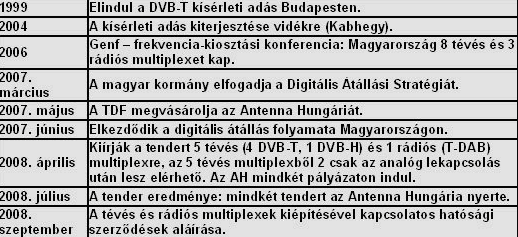 1999 Elindul a DVB-T kísérleti adás Budapesten.
2004 A kísérleti adás kiterjesztése vidékre (Kabhegy).
2006 Genf – frekvencia-kiosztási konferencia: Magyarország 8 tévés és 3
rádiós multiplexet kap.
2007.
március A magyar kormány elfogadja a Digitális Átállási Stratégiát.
2007. május A TDF megvásárolja az Antenna Hungáriát.
2007. június Elkezdődik a digitális átállás folyamata Magyarországon.
2008. április Kiírják a tendert 5 tévés (4 DVB-T, 1 DVB-H) és 1 rádiós (T-DAB)
multiplexre, az 5 tévés multiplexből 2 csak az analóg lekapcsolás
után lesz elérhető. Az AH mindkét pályázaton indul.
2008. július A tender eredménye: mindkét tendert az Antenna Hungária nyerte.
2008.
szeptember A tévés és rádiós multiplexek kiépítésével kapcsolatos hatósági
szerződések aláírása.